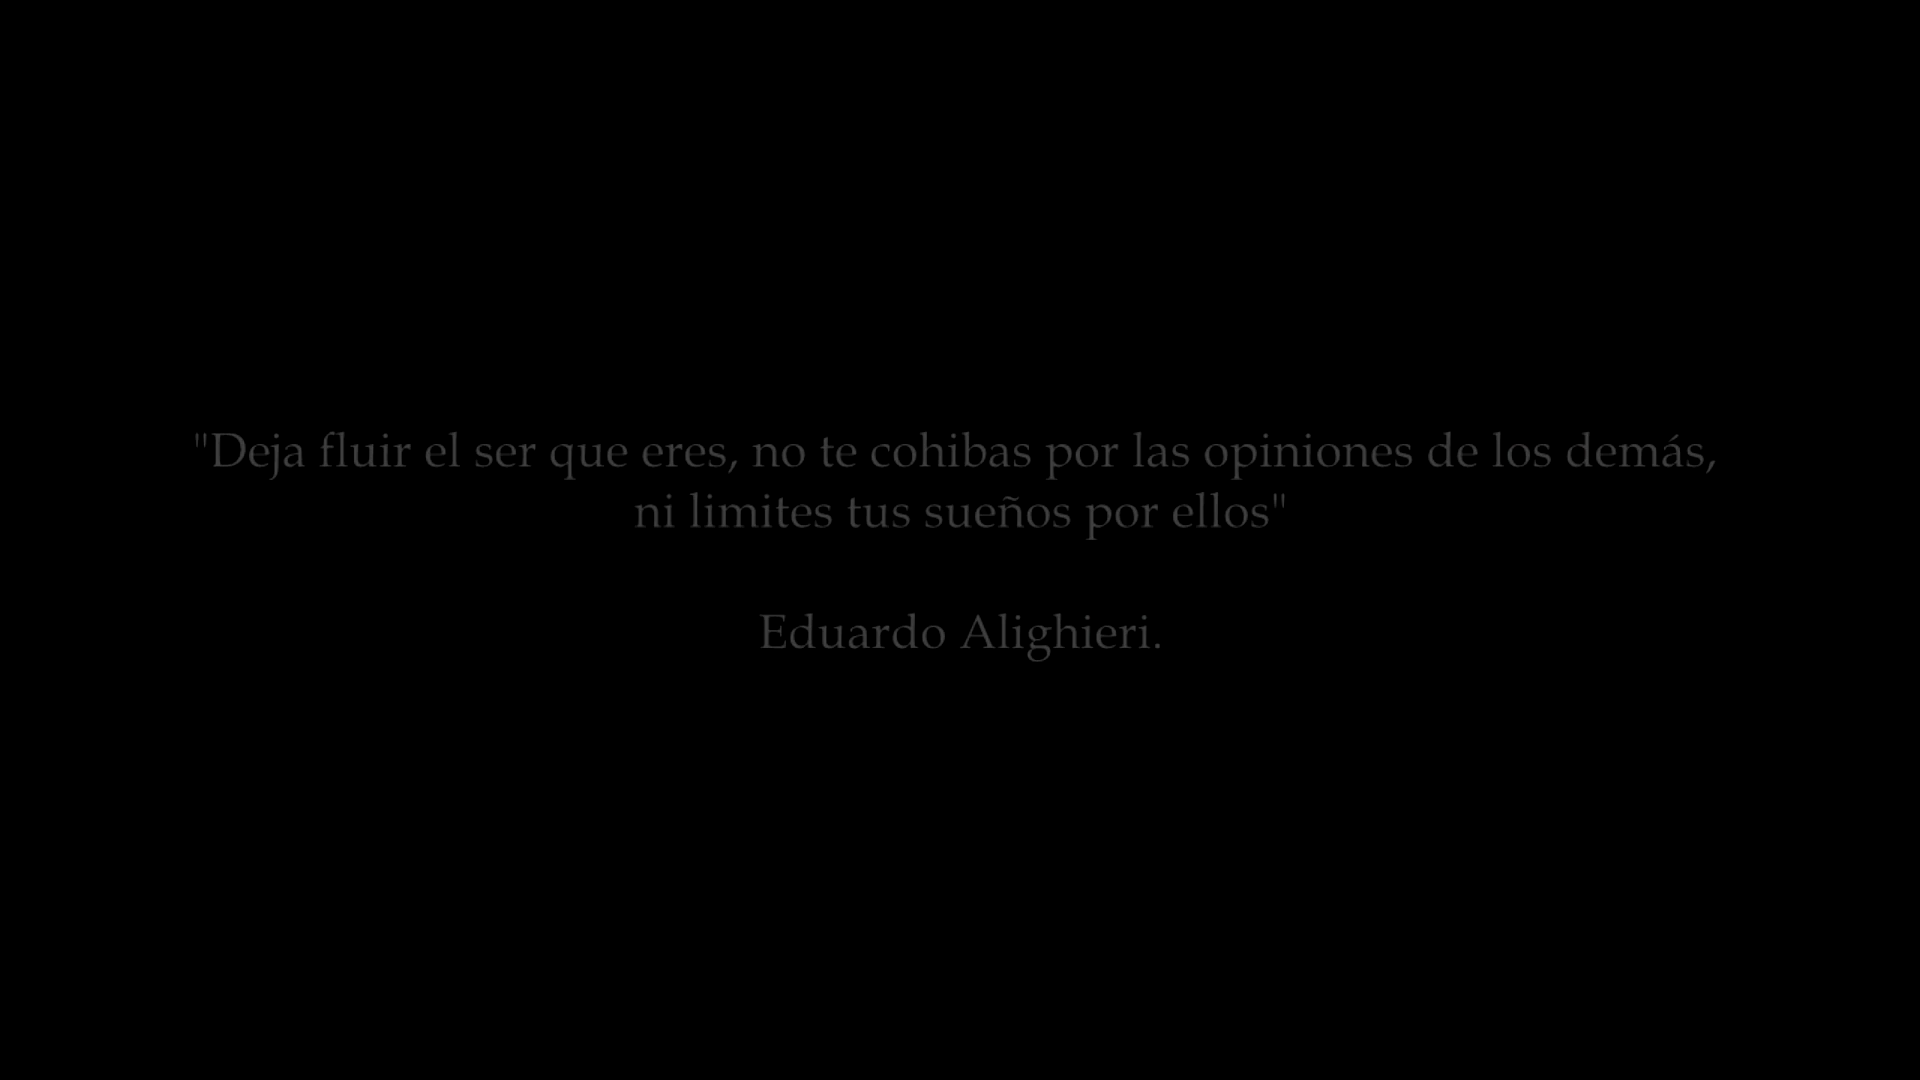 "Deja fluir el ser que eres, no te cohibas por las opiniones de los demás,
ni limites tus sueños por ellos"
Eduardo Alighieri.